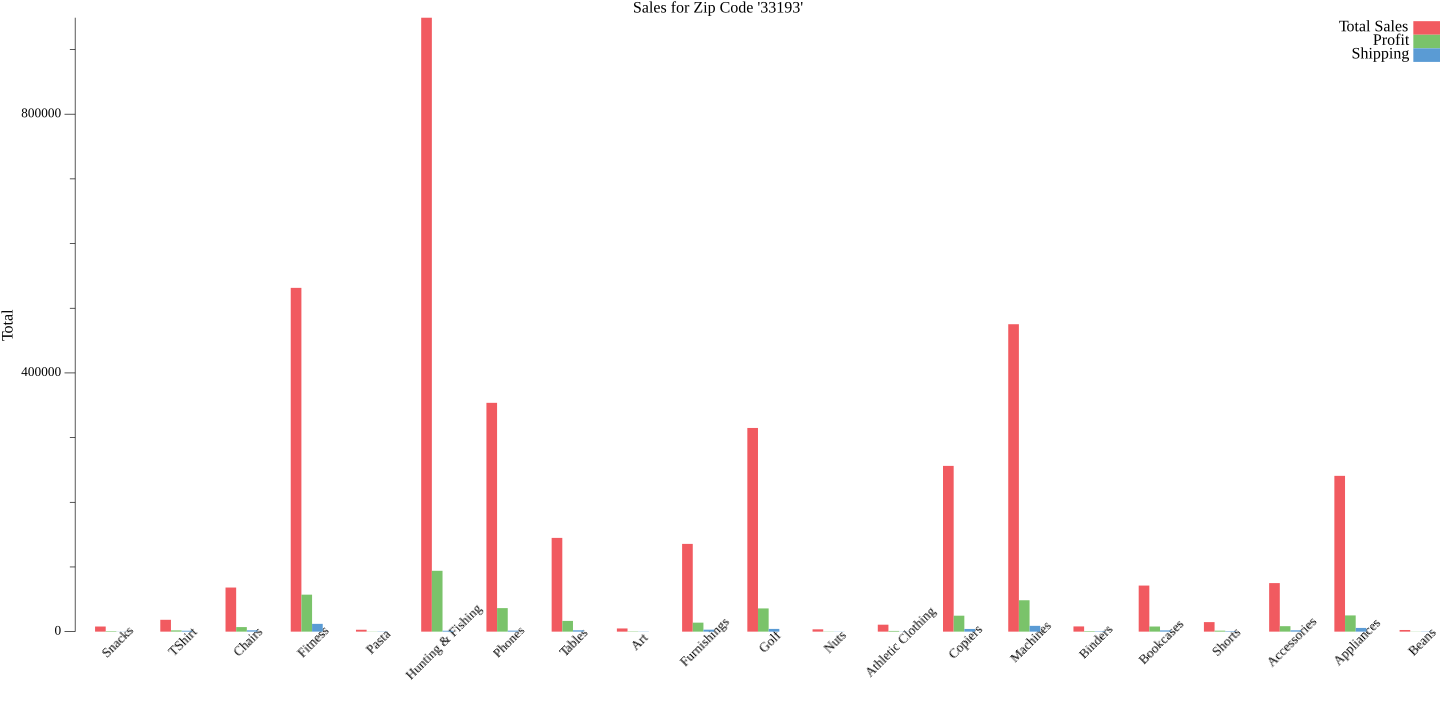 Sales for Zip Code '33193'
Total Sales
Profit
Shipping
800000
400000
0
Total
Snacks
TShirt
Chairs
Fitness
Pasta
Hunting & Fishing
Phones
Tables
Art
Furnishings
Golf
Nuts
Athletic Clothing
Copiers
Machines
Binders
Bookcases
Shorts
Accessories
Appliances
Beans